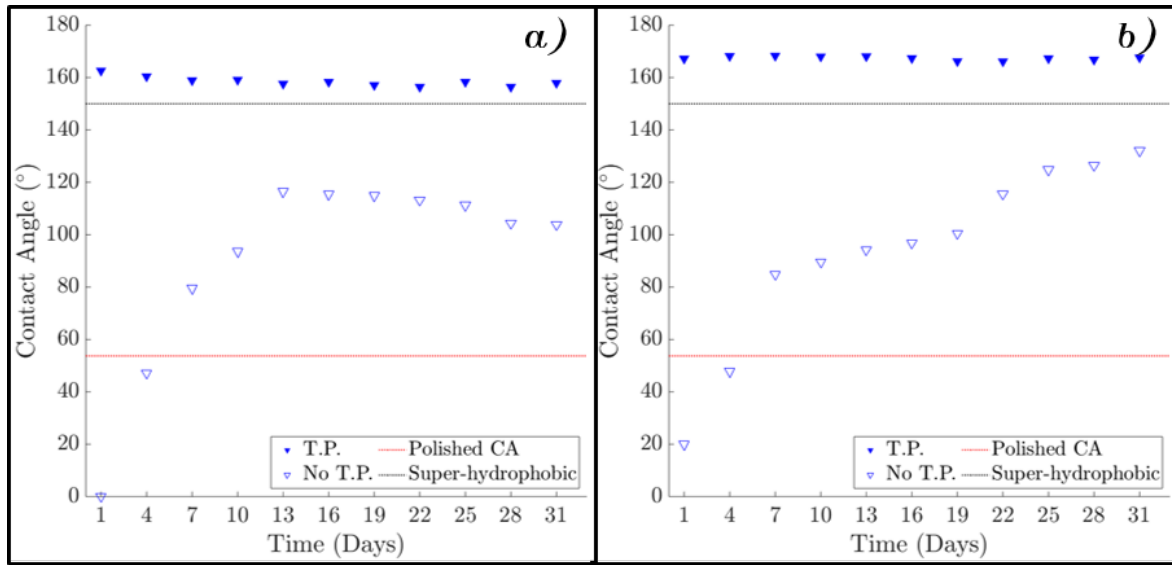 a)
180
160
140
120
100
80
60
40
20
0
Contact Angle (°)
1 4 7 10 13 16 19 22 25 28 31
Time (Days)
T.P.
No T.P.
Polished CA
Super-hydrophobic
b)
180
160
140
120
100
80
60
40
20
0
Contact Angle (°)
1 4 7 10 13 16 19 22 25 28 31
Time (Days)
T.P.
No T.P.
Polished CA
Super-hydrophobic